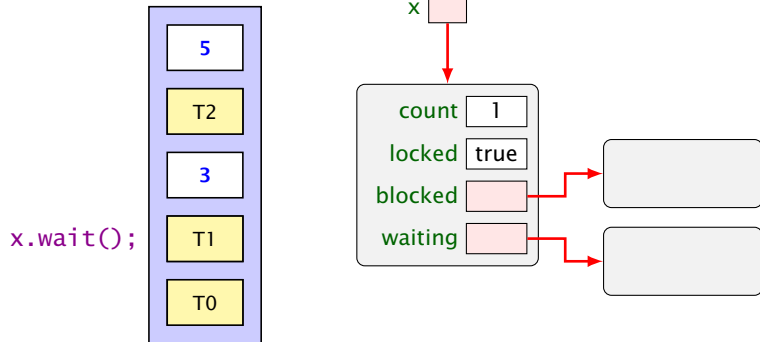 x
5
T2
3
x.wait();
T1
T0
count 1
locked true
blocked
waiting